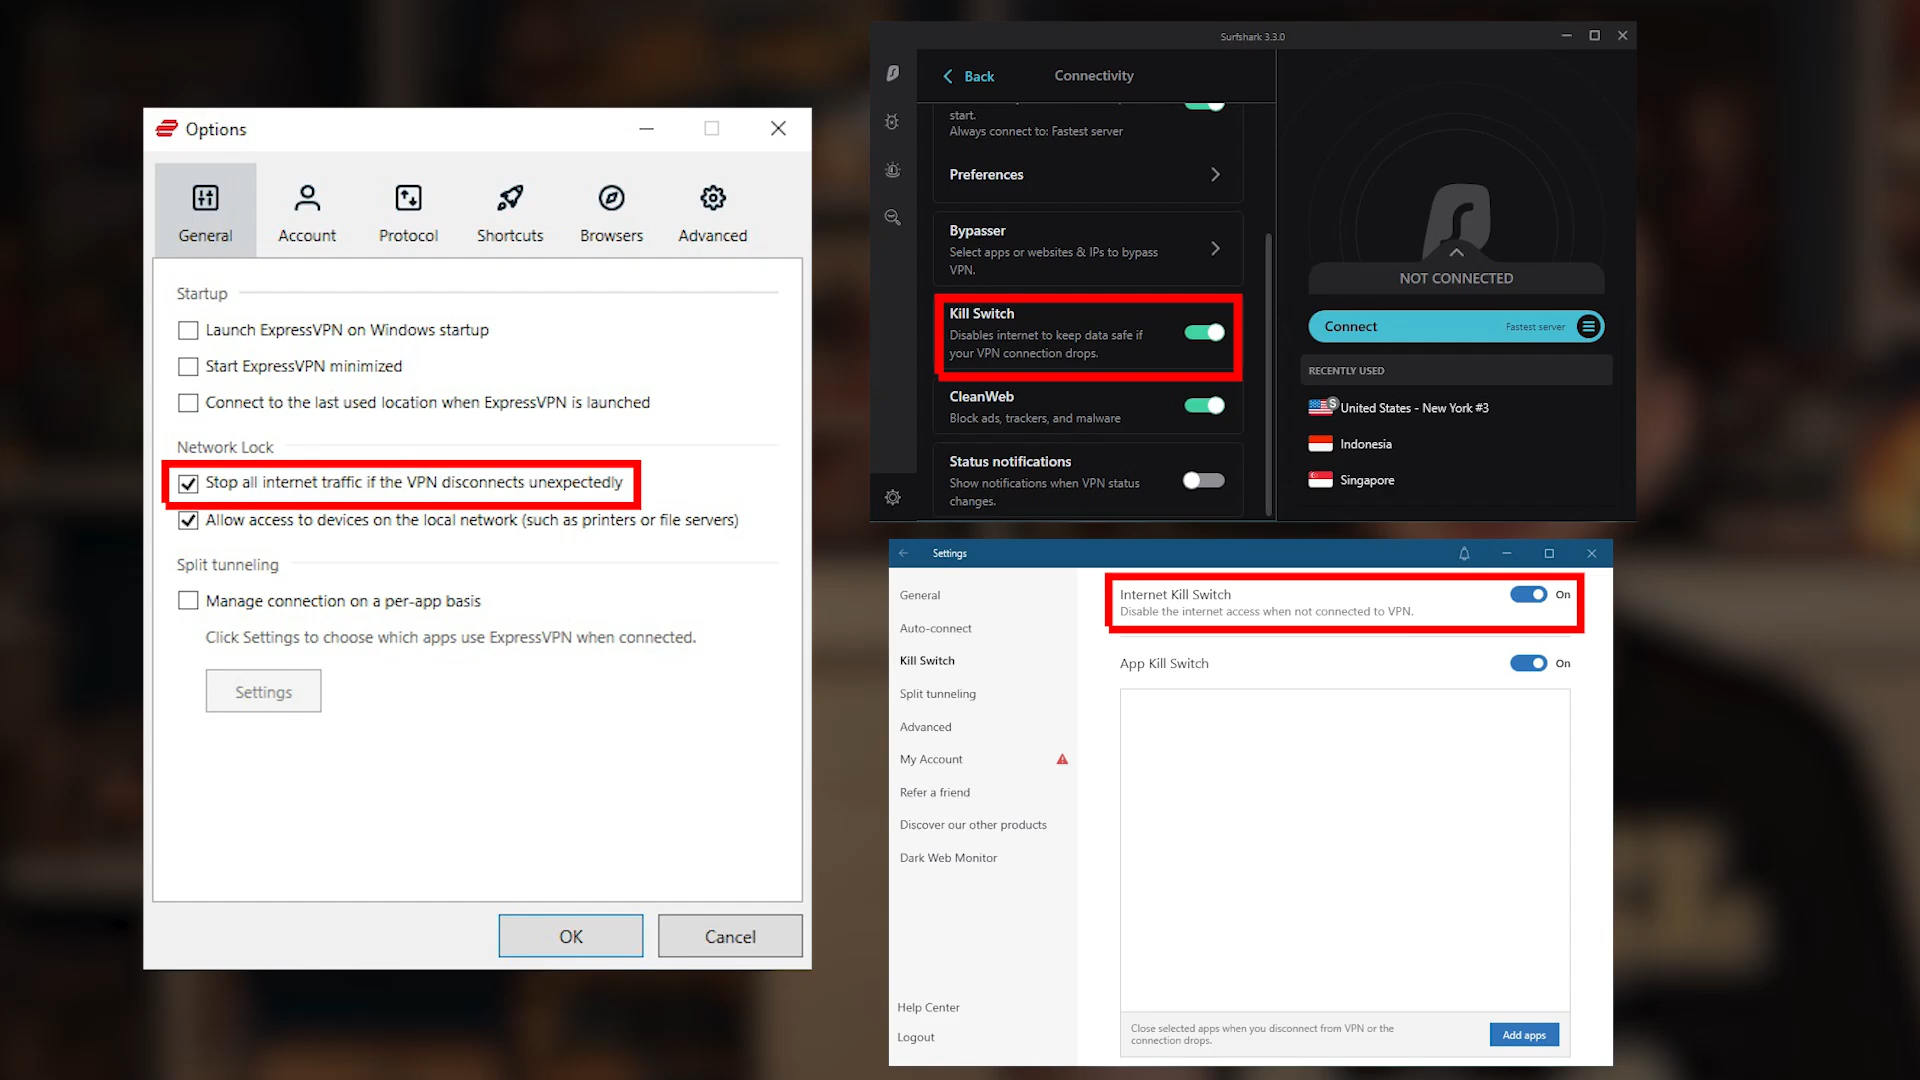 Options
General
Account
Protocol
Shortcuts
Browsers
Advanced
Startup
Launch ExpressVPN on Windows startup
Start ExpressVPN minimized
Connect to the last used location when ExpressVPN is launched
Network Lock
Stop all internet traffic if the VPN disconnects unexpectedly
Allow access to devices on the local network (such as printers or file servers)
Split tunneling
Manage connection on a per-app basis
Click Settings to choose which apps use ExpressVPN when connected.
Settings
OK
Cancel
Surfshark 3.3.0
Back
Connectivity
start.
Always connect to: Fastest server
Preferences
Bypasser
Select apps or websites & IPs to bypass
VPN.
Kill Switch
Disables internet to keep data safe if
your VPN connection drops.
CleanWeb
Block ads, trackers, and malware
Status notifications
Show notifications when VPN status
changes.
NOT CONNECTED
Connect
Fastest server
RECENTLY USED
S
United States - New York #3
Indonesia
Singapore
Settings
General
Auto-connect
Kill Switch
Split tunneling
Advanced
My Account
Refer a friend
Discover our other products
Dark Web Monitor
Help Center
Logout
Internet Kill Switch
On
Disable the internet access when not connected to VPN.
App Kill Switch
On
Close selected apps when you disconnect from VPN or the
connection drops.
Add apps